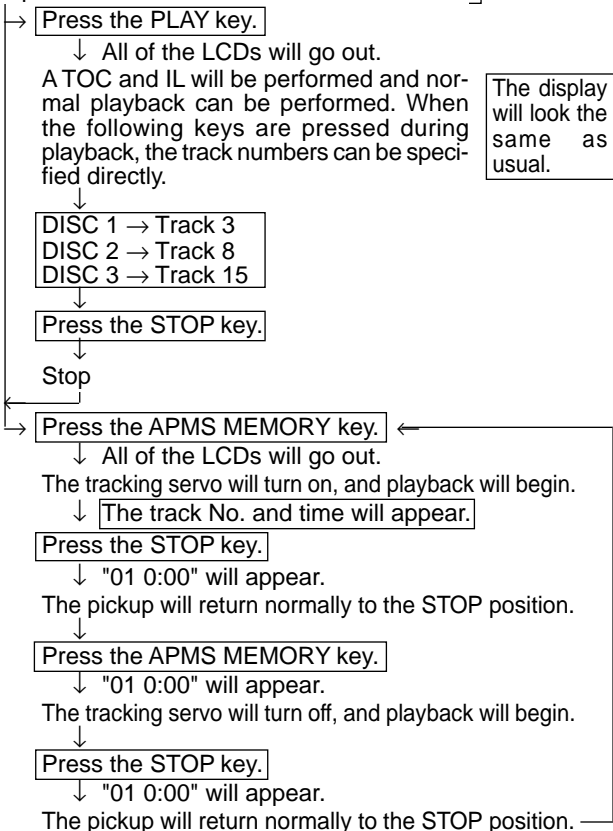 Press the PLAY key.
↓ All of the LCDs will go out.
A TOC and IL will be performed and nor-
mal playback can be performed. When
the following keys are pressed during
playback, the track numbers can be speci-
fied directly.
The display
will look the
same as
usual.
↓
DISC 1 → Track 3
DISC 2 → Track 8
DISC 3 → Track 15
↓
Press the STOP key.
↓
Stop
Press the APMS MEMORY key.
↓ All of the LCDs will go out.
The tracking servo will turn on, and playback will begin.
↓ The track No. and time will appear.
Press the STOP key.
↓ "01 0:00" will appear.
The pickup will return normally to the STOP position.
↓
Press the APMS MEMORY key.
↓ "01 0:00" will appear.
The tracking servo will turn off, and playback will begin.
↓
Press the STOP key.
↓ "01 0:00" will appear.
The pickup will return normally to the STOP position.